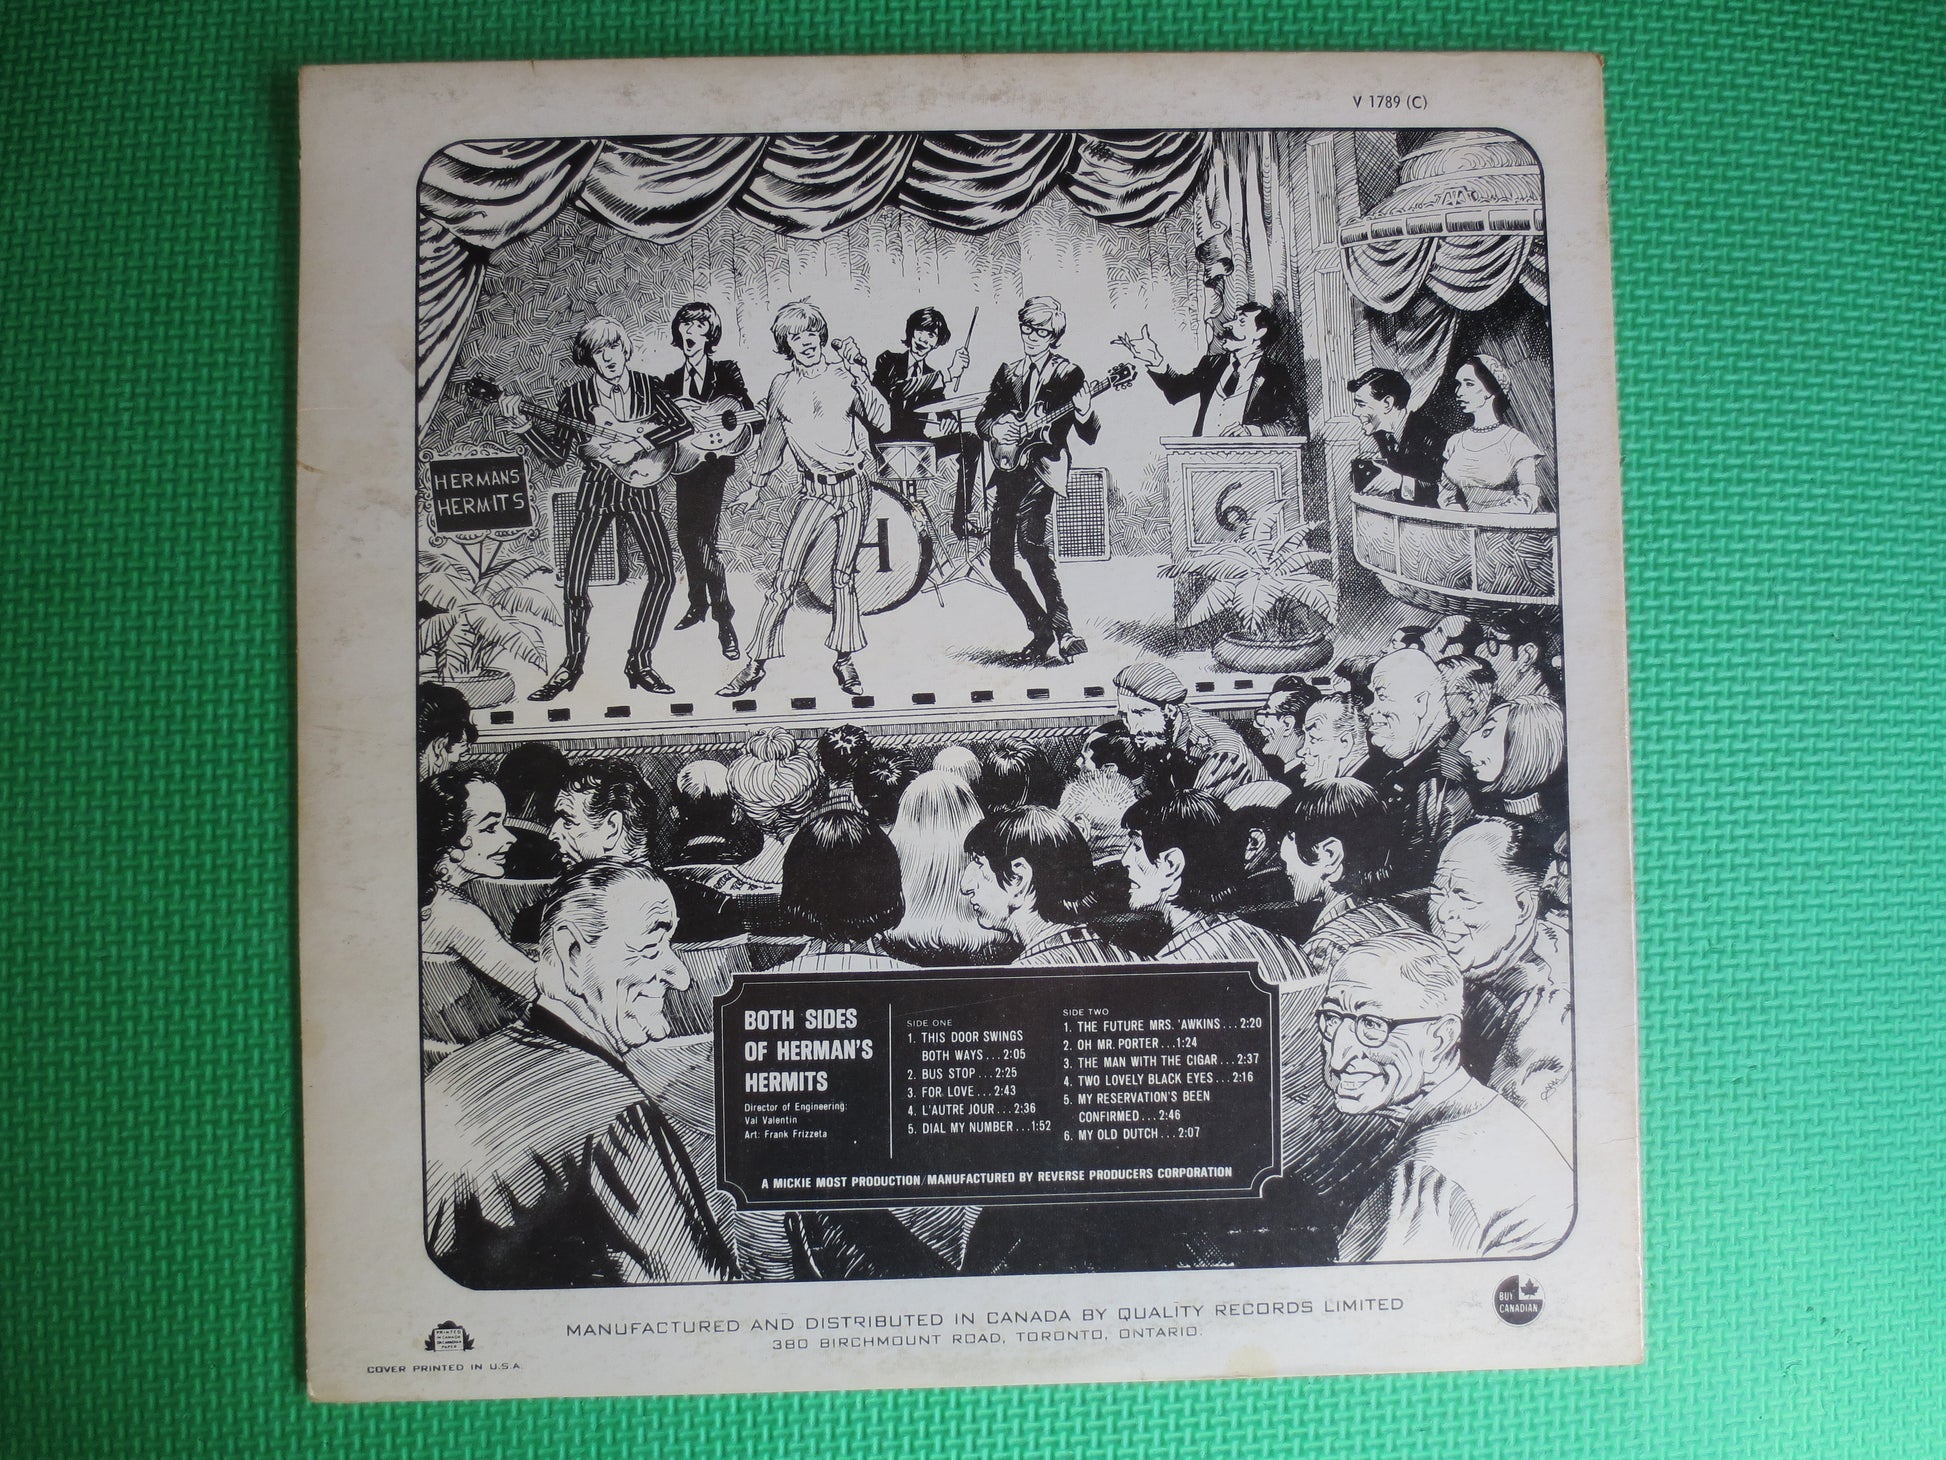 V 1789 (C)
HERMANS
HERMITS
H
6
BOTH SIDES
OF HERMAN'S
HERMITS
Director of Engineering:
Val Valentin
Art: Frank Frizzeta
SIDE ONE
1. THIS DOOR SWINGS
BOTH WAYS...2:05
2. BUS STOP...2:25
3. FOR LOVE...2:43
4. L'AUTRE JOUR...2:36
5. DIAL MY NUMBER...1:52
SIDE TWO
1. THE FUTURE MRS. 'AWKINS...2:20
2. OH MR. PORTER...1:24
3. THE MAN WITH THE CIGAR...2:37
4. TWO LOVELY BLACK EYES...2:16
5. MY RESERVATION'S BEEN
CONFIRMED...2:46
6. MY OLD DUTCH...2:07
A MICKIE MOST PRODUCTION/MANUFACTURED BY REVERSE PRODUCERS CORPORATION
MANUFACTURED AND DISTRIBUTED IN CANADA BY QUALITY RECORDS LIMITED
380 BIRCHMOUNT ROAD, TORONTO, ONTARIO.
BUY
CANADIAN
PRINTED
IN CANADA
ON CANADIAN
PAPER
COVER PRINTED IN U.S.A.